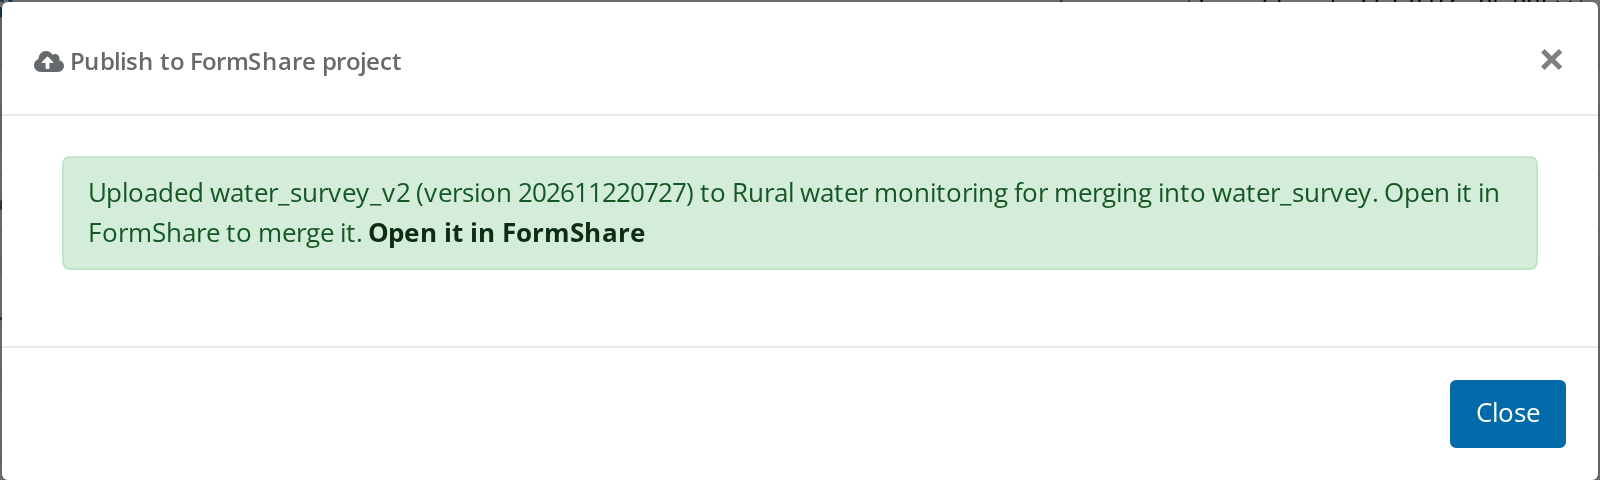 Publish to FormShare project
Uploaded water_survey_v2 (version 202611220727) to Rural water monitoring for merging into water_survey. Open it in
FormShare to merge it. Open it in FormShare
Close